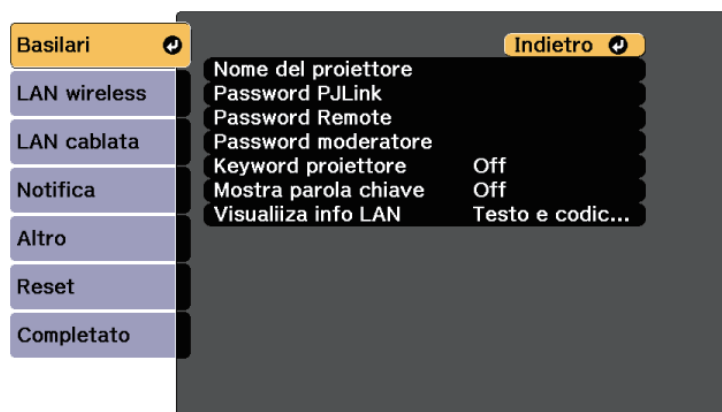 Basilari
LAN wireless
LAN cablata
Notifica
Altro
Reset
Completato
Indietro
Nome del proiettore
Password PJLink
Password Remote
Password moderatore
Keyword proiettore Off
Mostra parola chiave Off
Visualiiza info LAN Testo e codic...